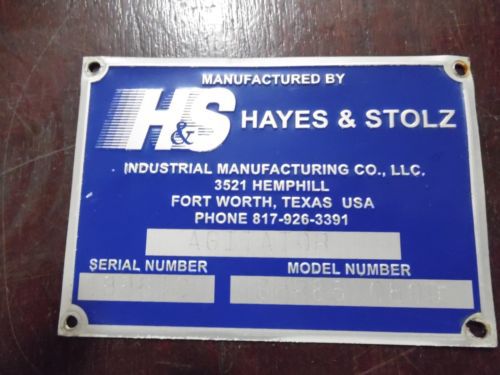 MANUFACTURED BY
H&S HAYES & STOLZ
INDUSTRIAL MANUFACTURING CO., LLC.
3521 HEMPHILL
FORT WORTH, TEXAS USA
PHONE 817-926-3391
AGITATOR
SERIAL NUMBER MODEL NUMBER